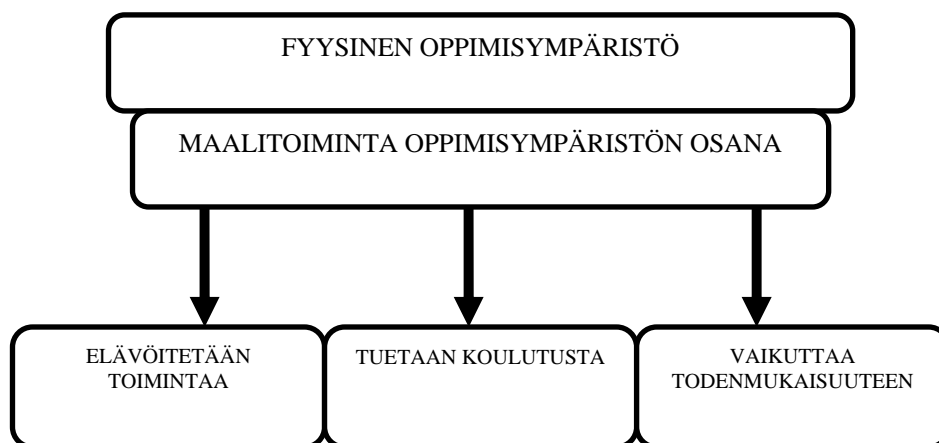 FYYSINEN OPPIMISYMPÄRISTÖ
MAALITOIMINTA OPPIMISYMPÄRISTÖN OSANA
ELÄVÖITETÄÄN
TOIMINTAA
TUETAAN KOULUTUSTA
VAIKUTTAA
TODENMUKAISUUTEEN